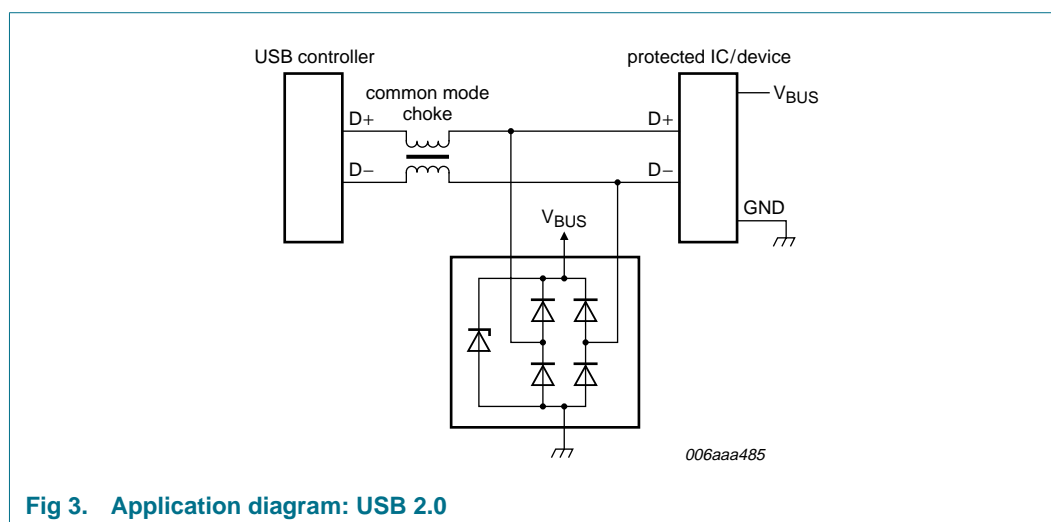 USB controller
protected IC/device
common mode
choke
VBUS
D+
D+
D−
D−
VBUS
GND
006aaa485
Fig 3. Application diagram: USB 2.0